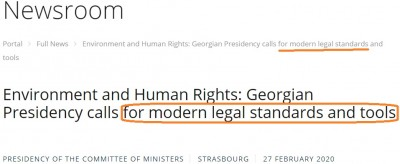 Newsroom
Portal › Full News › Environment and Human Rights: Georgian Presidency calls for modern legal standards and
tools
Environment and Human Rights: Georgian
Presidency calls for modern legal standards and tools
PRESIDENCY OF THE COMMITTEE OF MINISTERS STRASBOURG 27 FEBRUARY 2020